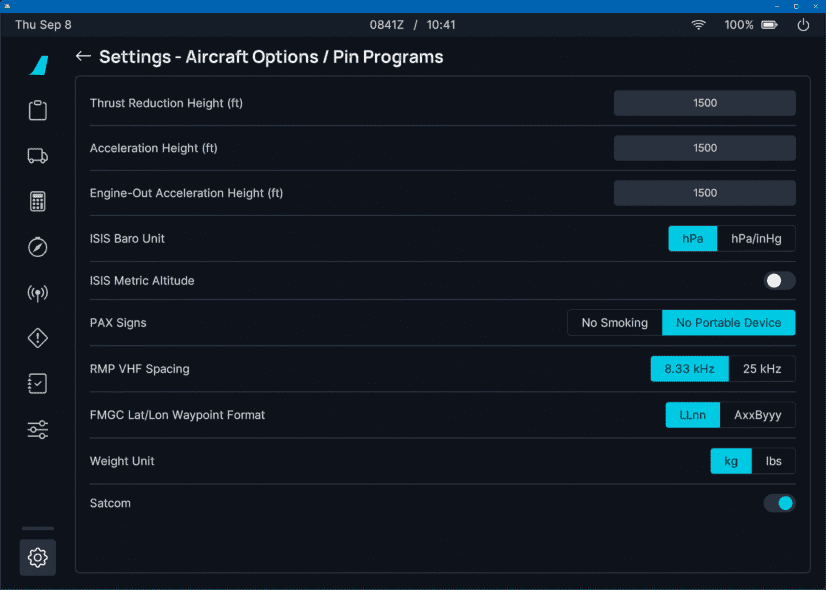 Thu Sep 8 0841Z / 10:41 100%
Settings - Aircraft Options / Pin Programs
Thrust Reduction Height (ft) 1500
Acceleration Height (ft) 1500
Engine-Out Acceleration Height (ft) 1500
ISIS Baro Unit hPa hPa/inHg
ISIS Metric Altitude
PAX Signs No Smoking No Portable Device
RMP VHF Spacing 8.33 kHz 25 kHz
FMGC Lat/Lon Waypoint Format LLnn AxxByyy
Weight Unit kg lbs
Satcom